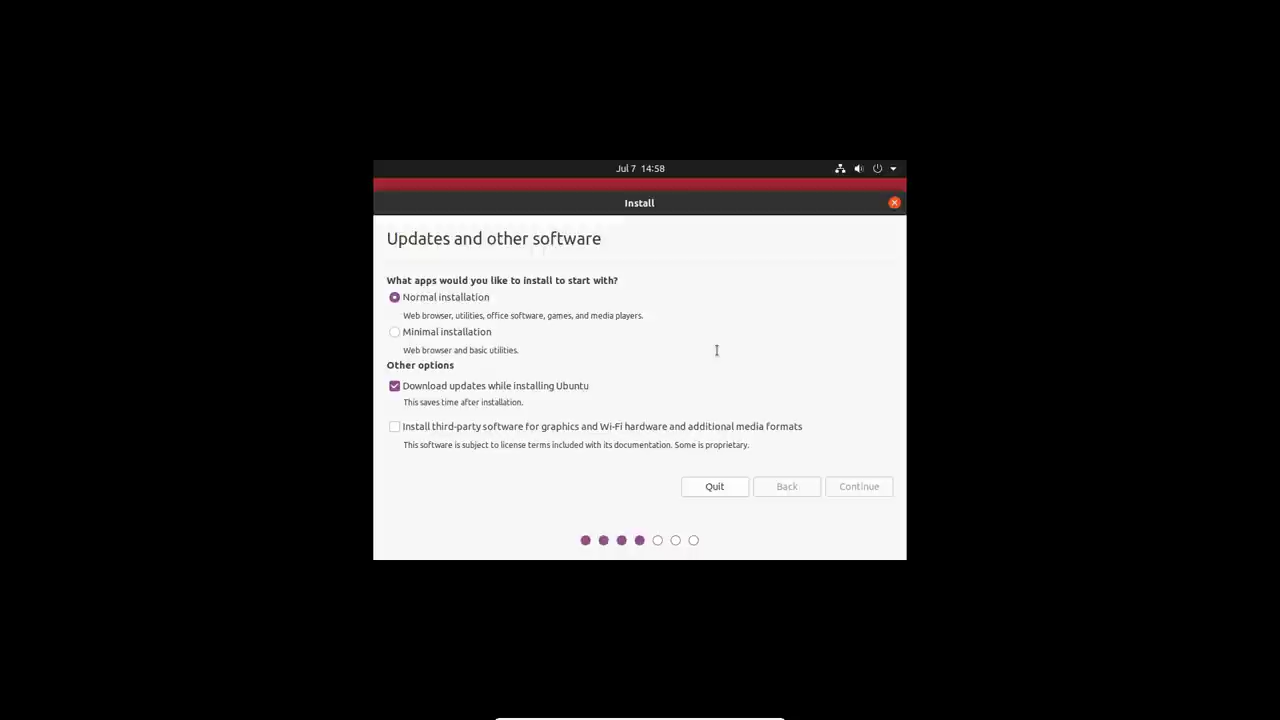 Jul 7 14:58
Install
Updates and other software
What apps would you like to install to start with?
Normal installation
Web browser, utilities, office software, games, and media players.
Minimal installation
Web browser and basic utilities.
Other options
Download updates while installing Ubuntu
This saves time after installation.
Install third-party software for graphics and Wi-Fi hardware and additional media formats
This software is subject to license terms included with its documentation. Some is proprietary.
Quit Back Continue